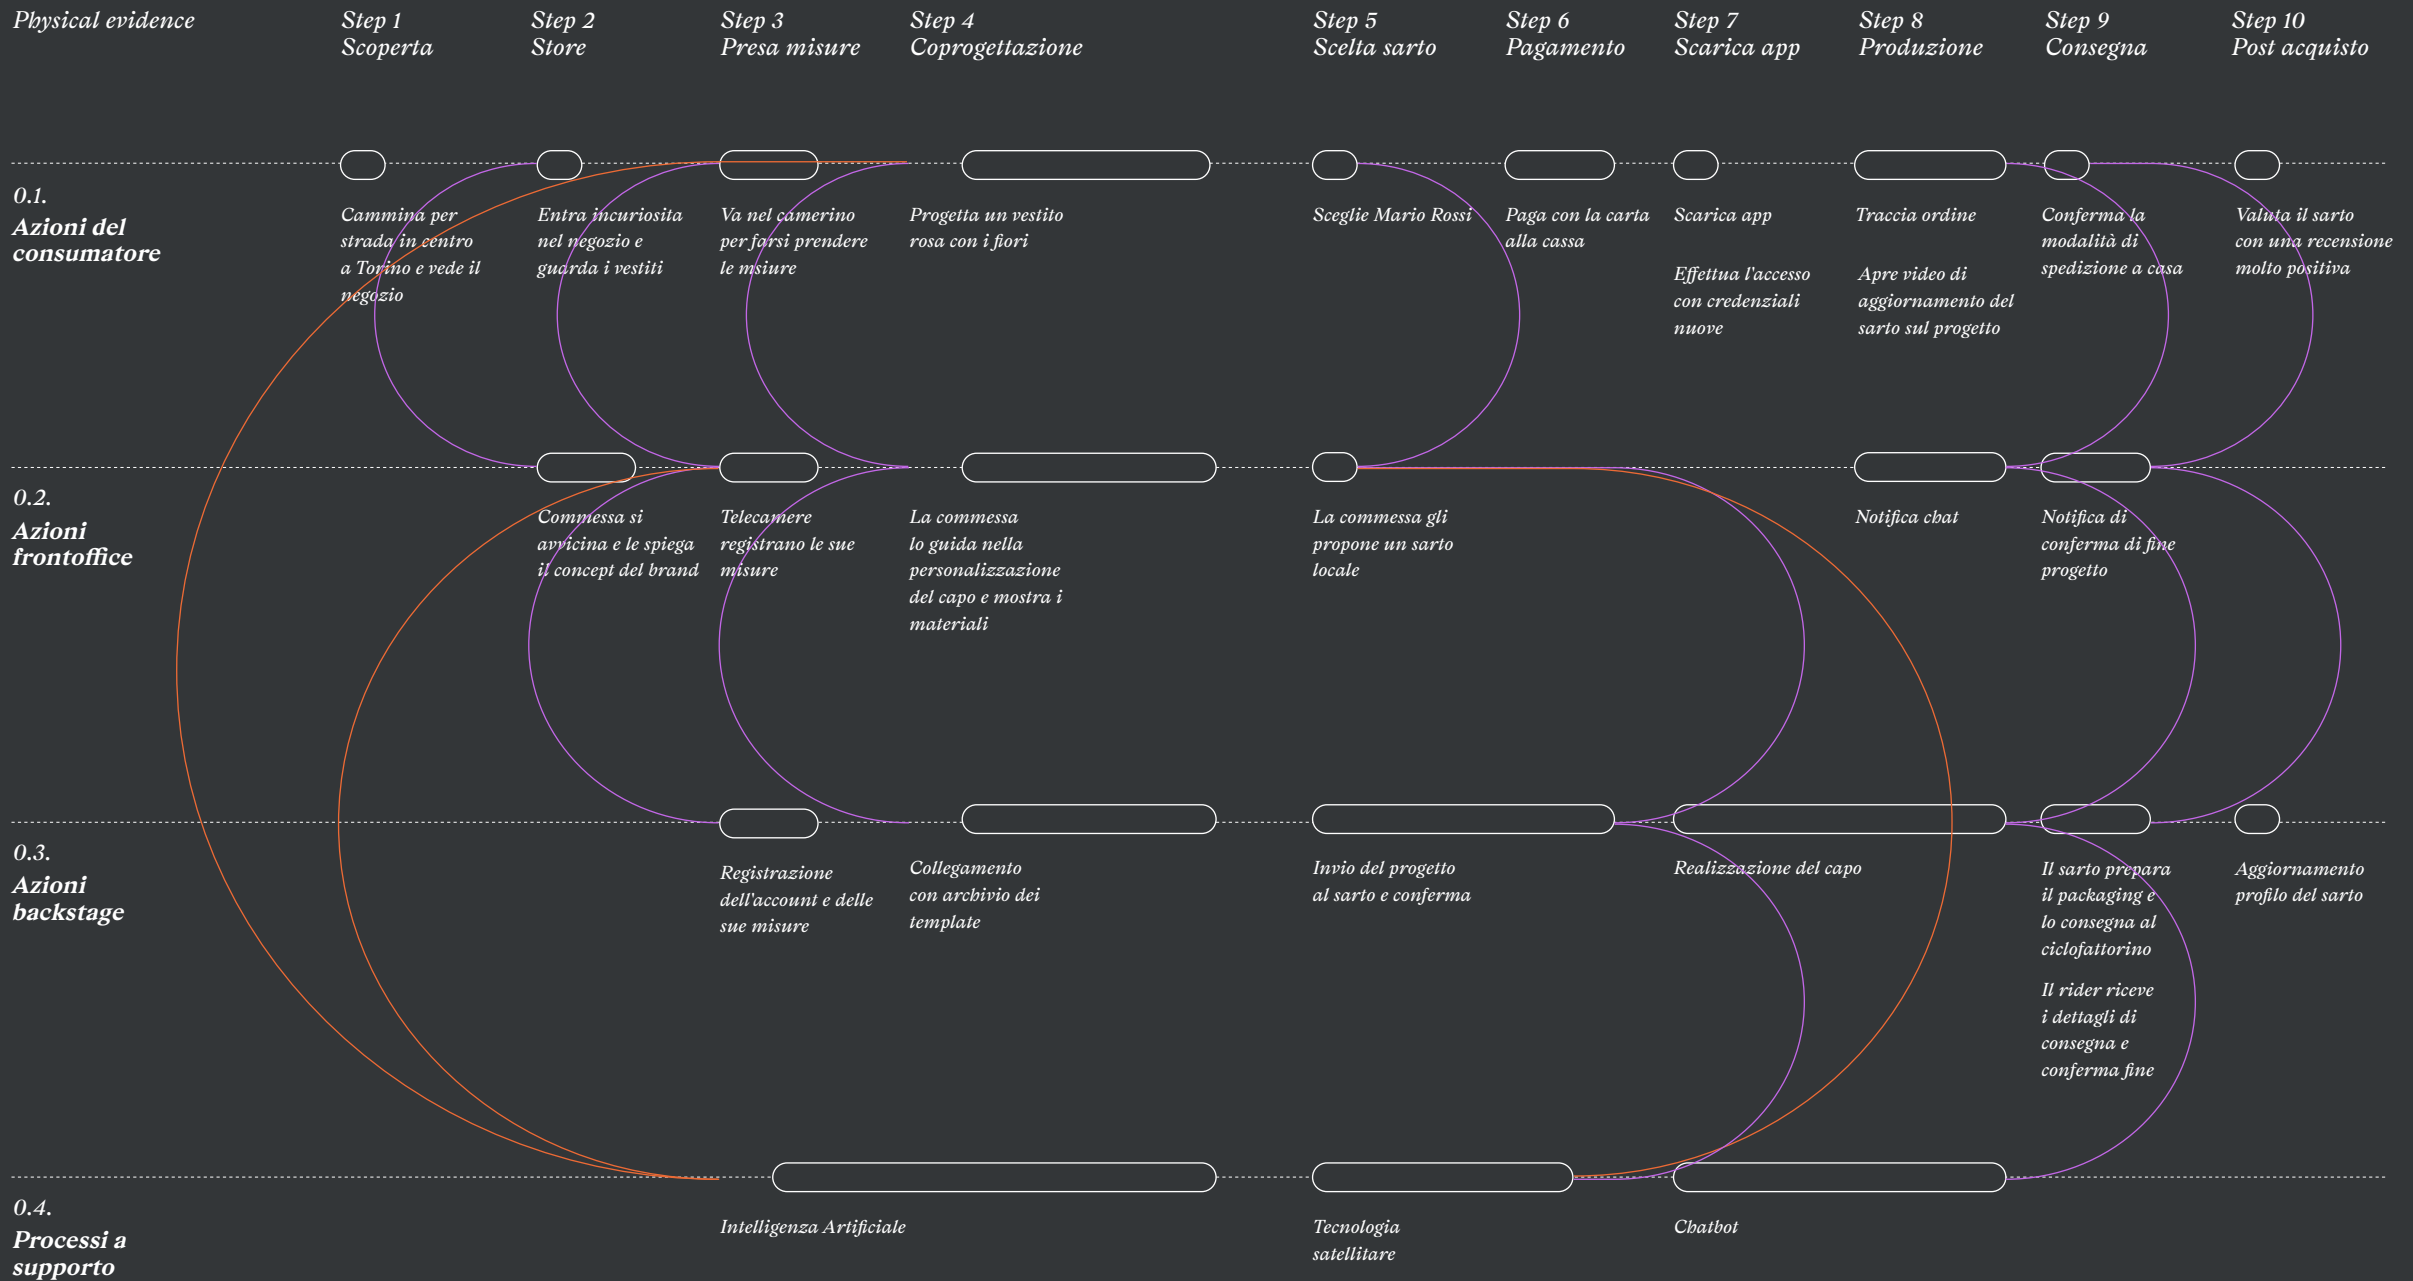 Physical evidence
Step 1
Scoperta
Step 2
Store
Step 3
Presa misure
Step 4
Coprogettazione
Step 5
Scelta sarto
Step 6
Pagamento
Step 7
Scarica app
Step 8
Produzione
Step 9
Consegna
Step 10
Post acquisto
0.1.
Azioni del
consumatore
Cammina per
strada in centro
a Torino e vede il
negozio
Entra incuriosita
nel negozio e
guarda i vestiti
Va nel camerino
per farsi prendere
le msiure
Progetta un vestito
rosa con i fiori
Sceglie Mario Rossi
Paga con la carta
alla cassa
Scarica app
Effettua l'accesso
con credenziali
nuove
Traccia ordine
Apre video di
aggiornamento del
sarto sul progetto
Conferma la
modalità di
spedizione a casa
Valuta il sarto
con una recensione
molto positiva
0.2.
Azioni
frontoffice
Commessa si
avvicina e le spiega
il concept del brand
Telecamere
registrano le sue
misure
La commessa
lo guida nella
personalizzazione
del capo e mostra i
materiali
La commessa gli
propone un sarto
locale
Notifica chat
Notifica di
conferma di fine
progetto
0.3.
Azioni
backstage
Registrazione
dell'account e delle
sue misure
Collegamento
con archivio dei
template
Invio del progetto
al sarto e conferma
Realizzazione del capo
Il sarto prepara
il packaging e
lo consegna al
ciclofattorino
Il rider riceve
i dettagli di
consegna e
conferma fine
Aggiornamento
profilo del sarto
0.4.
Processi a
supporto
Intelligenza Artificiale
Tecnologia
satellitare
Chatbot